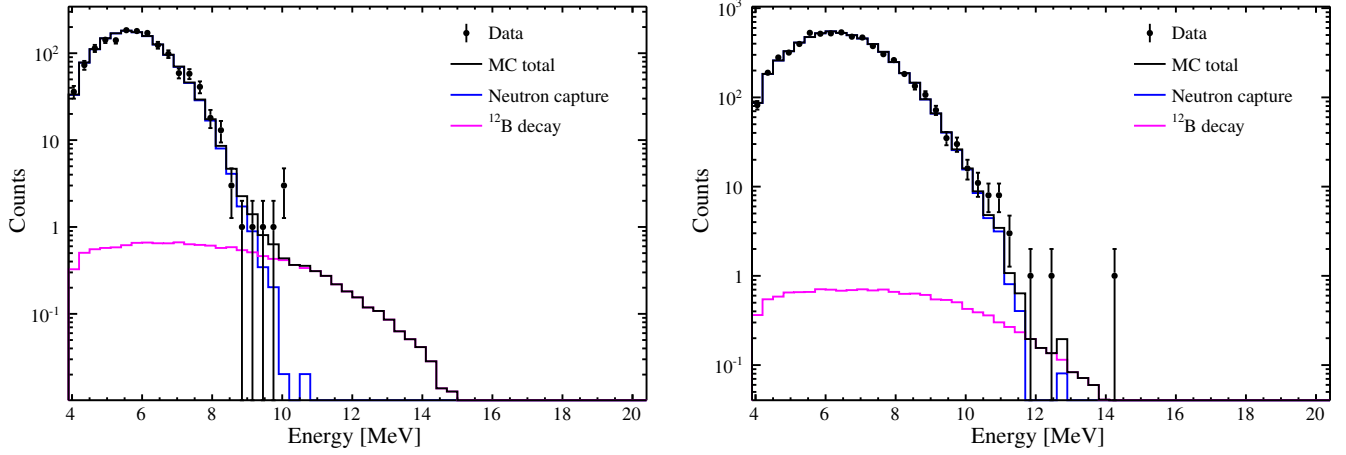 Counts
10²
10
1
10⁻¹
Data
MC total
Neutron capture
¹²B decay
4 6 8 10 12 14 16 18 20
Energy [MeV]
Counts
10³
10²
10
1
10⁻¹
Data
MC total
Neutron capture
¹²B decay
4 6 8 10 12 14 16 18 20
Energy [MeV]